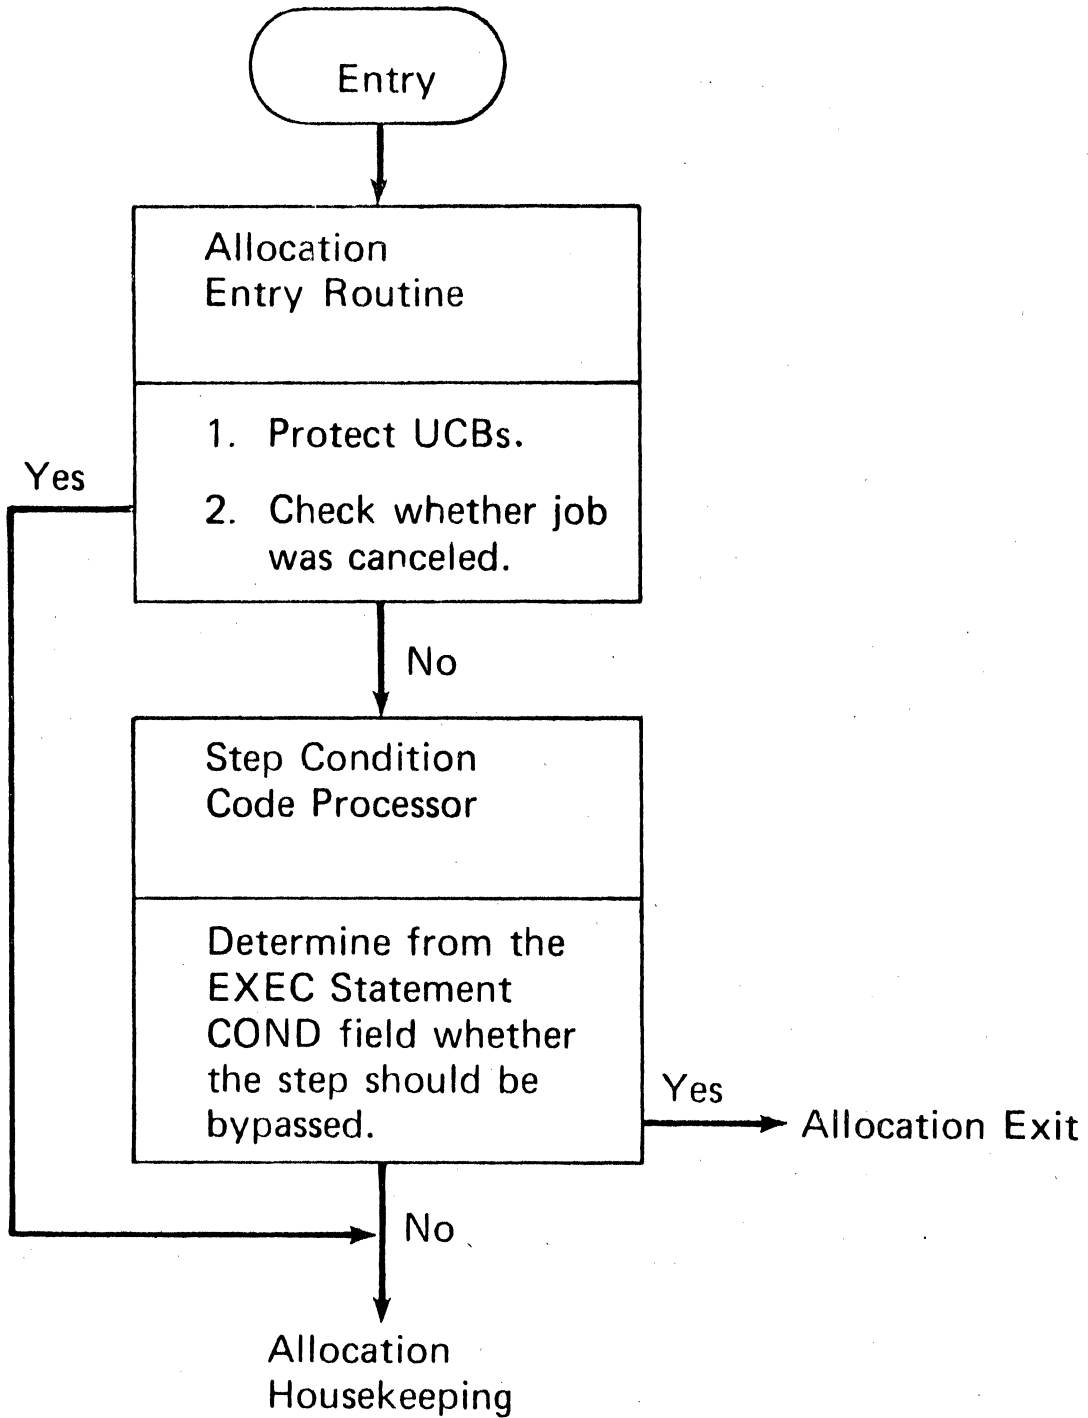 Entry
Allocation
Entry Routine
1. Protect UCBs.
Yes
2. Check whether job
was canceled.
No
Step Condition
Code Processor
Determine from the
EXEC Statement
COND field whether
the step should be
bypassed.
Yes
Allocation Exit
No
Allocation
Housekeeping